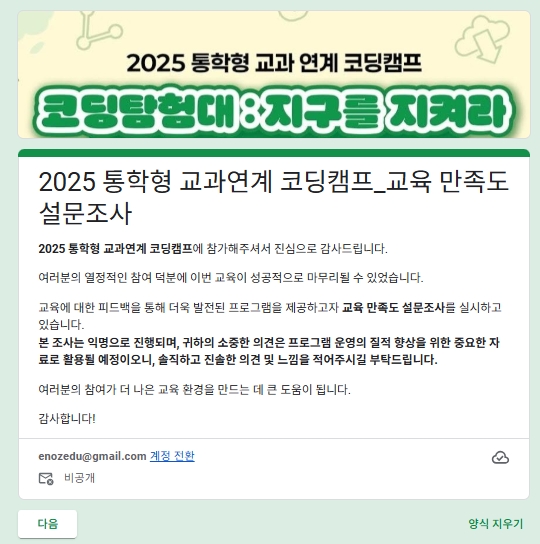 2025 통학형 교과 연계 코딩캠프
코딩탐험대 : 지구를 지켜라
2025 통학형 교과연계 코딩캠프_교육 만족도
설문조사
2025 통학형 교과연계 코딩캠프에 참가해주셔서 진심으로 감사드립니다.
여러분의 열정적인 참여 덕분에 이번 교육이 성공적으로 마무리될 수 있었습니다.
교육에 대한 피드백을 통해 더욱 발전된 프로그램을 제공하고자 교육 만족도 설문조사를 실시하고
있습니다.
본 조사는 익명으로 진행되며, 귀하의 소중한 의견은 프로그램 운영의 질적 향상을 위한 중요한 자
료로 활용될 예정이오니, 솔직하고 진솔한 의견 및 느낌을 적어주시길 부탁드립니다.
여러분의 참여가 더 나은 교육 환경을 만드는 데 큰 도움이 됩니다.
감사합니다!
enozedu@gmail.com 계정 전환
비공개
다음 양식 지우기